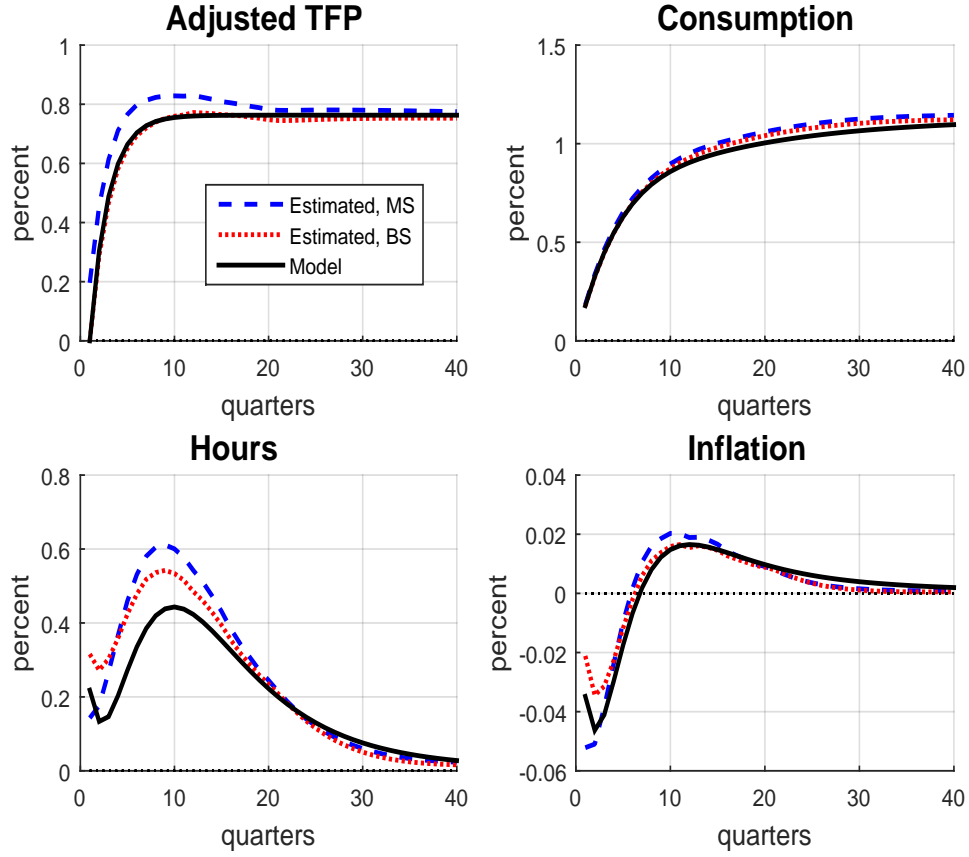 Adjusted TFP
1
0.8
0.6
0.4
0.2
0
percent
0 10 20 30 40
quarters
Estimated, MS
Estimated, BS
Model
Consumption
1.5
1
0.5
0
percent
0 10 20 30 40
quarters
Hours
0.8
0.6
0.4
0.2
0
percent
0 10 20 30 40
quarters
Inflation
0.04
0.02
0
-0.02
-0.04
-0.06
percent
0 10 20 30 40
quarters